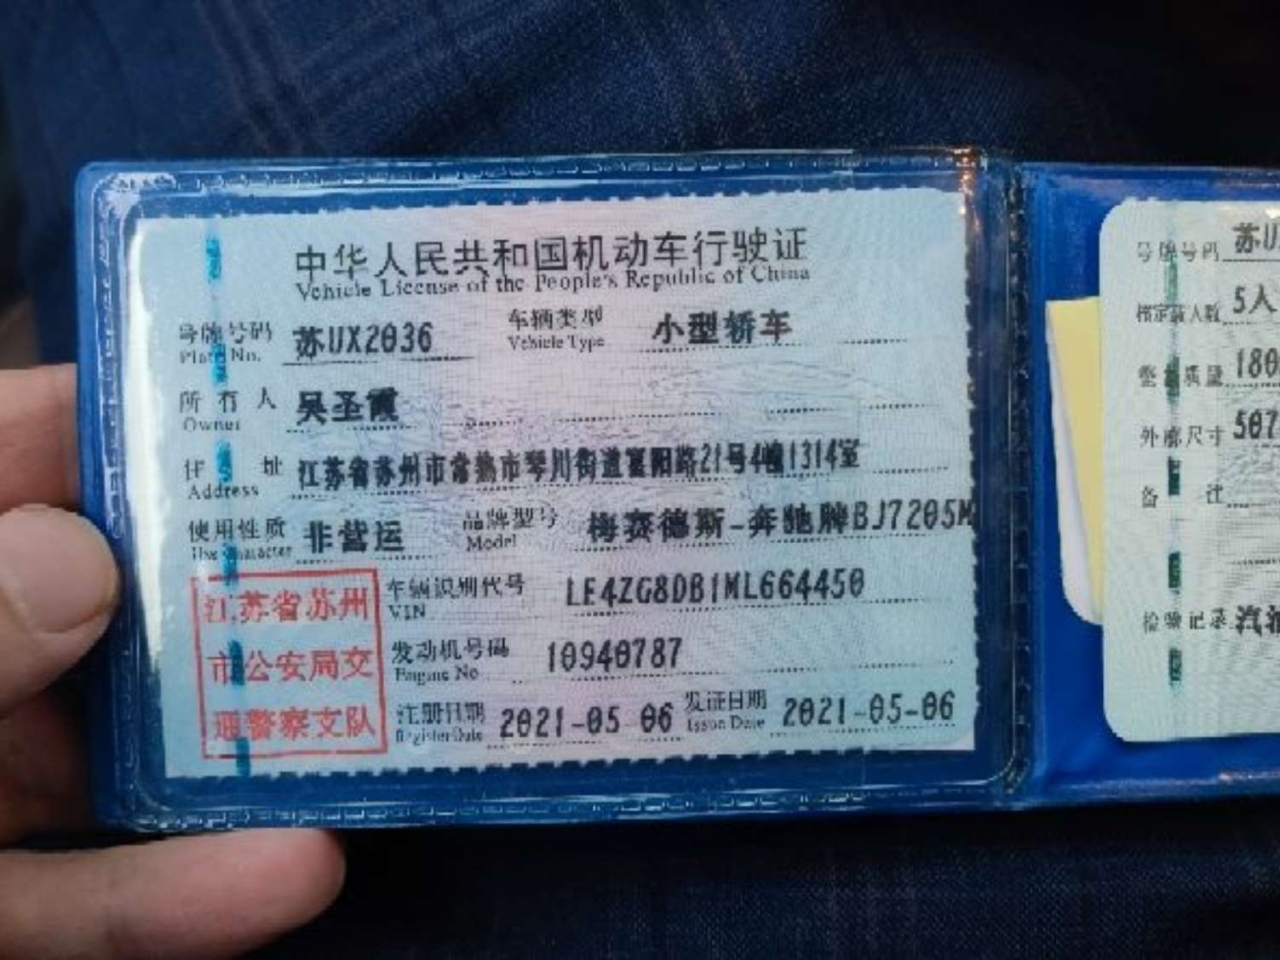 中华人民共和国机动车行驶证
Vehicle License of the People's Republic of China
号牌号码 苏UX2036 车辆类型 小型轿车
Plate No. Vehicle Type
所有人 吴圣霞
Owner
住址 江苏省苏州市常熟市琴川街道富阳路21号4幢1314室
Address
使用性质 非营运 品牌型号 梅赛德斯-奔驰牌BJ7205M
Use Character Model
江苏省苏州
市公安局交
通警察支队
车辆识别代号 LE4ZG8DB1ML664450
VIN
发动机号码 10940787
Engine No
注册日期 2021-05-06 发证日期 2021-05-06
Register Date Issue Date
号牌号码 苏U
核定载人数 5人
整备质量 180
外廓尺寸 507
备注
检验记录 汽油